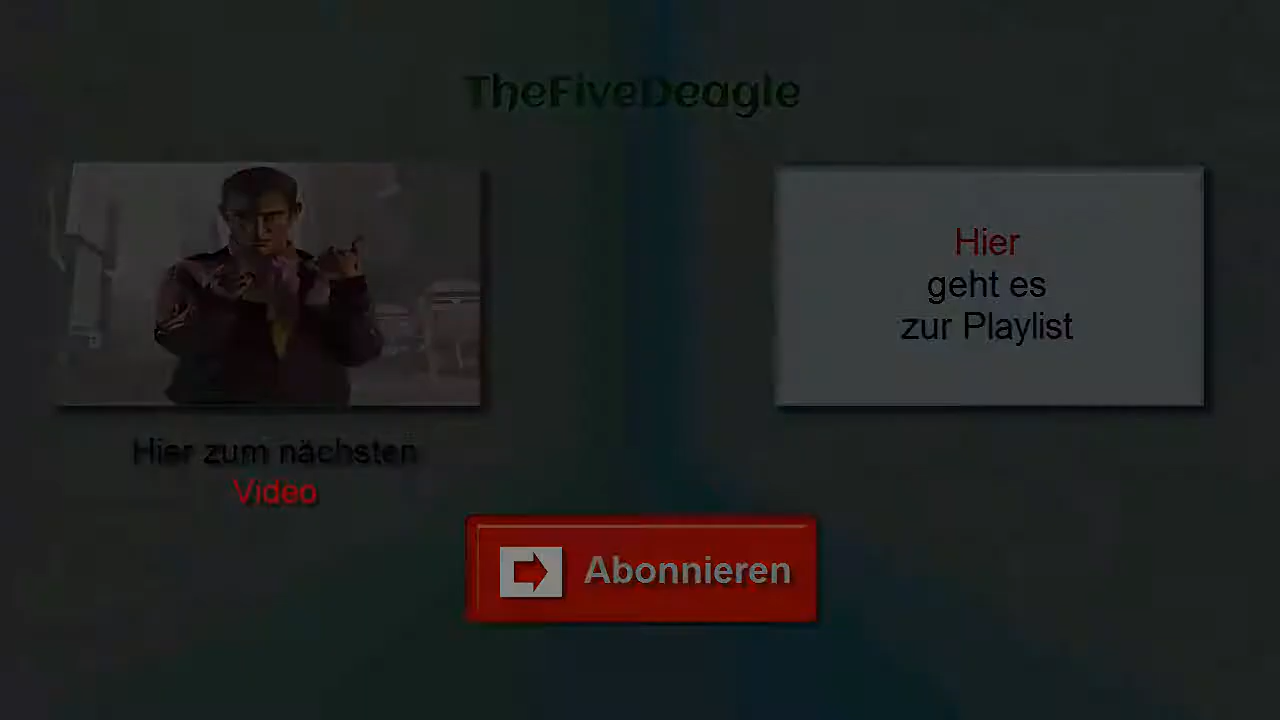 TheFiveDeagle
Hier
geht es
zur Playlist
Hier zum nächsten
Video
Abonnieren